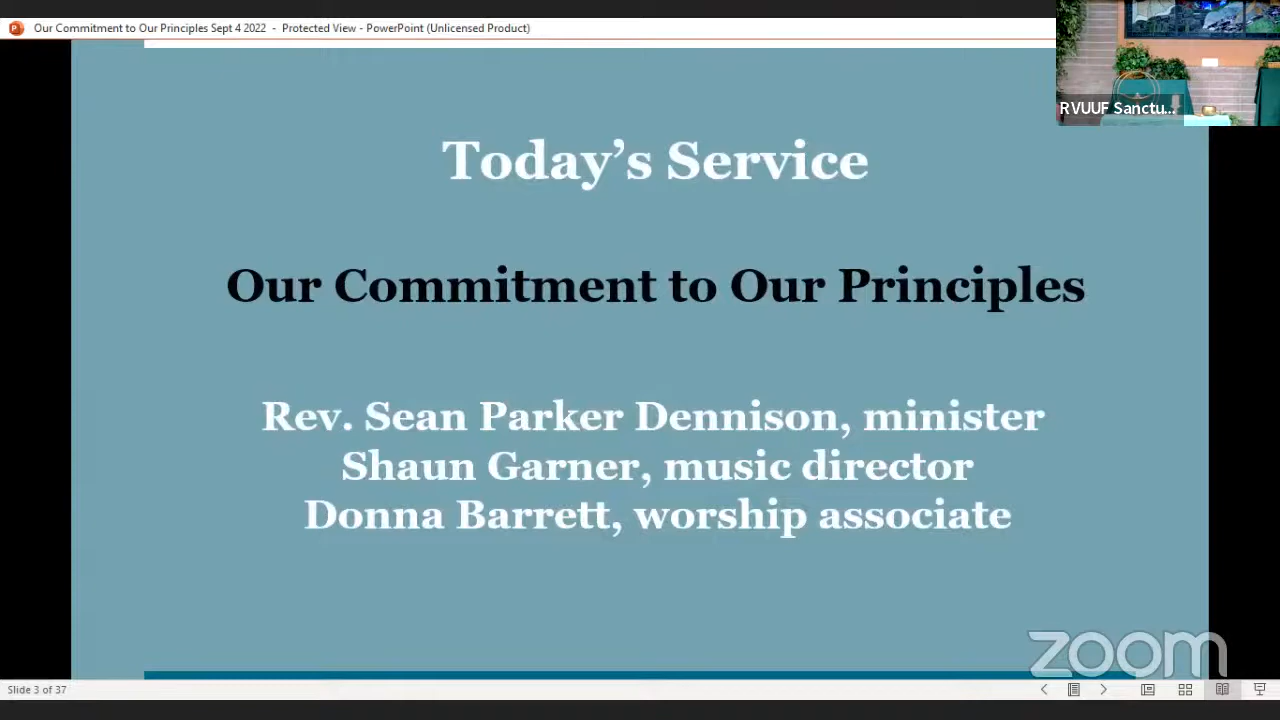 Our Commitment to Our Principles Sept 4 2022 - Protected View - PowerPoint (Unlicensed Product)
RVUUF Sanctu...
Today's Service
Our Commitment to Our Principles
Rev. Sean Parker Dennison, minister
Shaun Garner, music director
Donna Barrett, worship associate
zoom
Slide 3 of 37